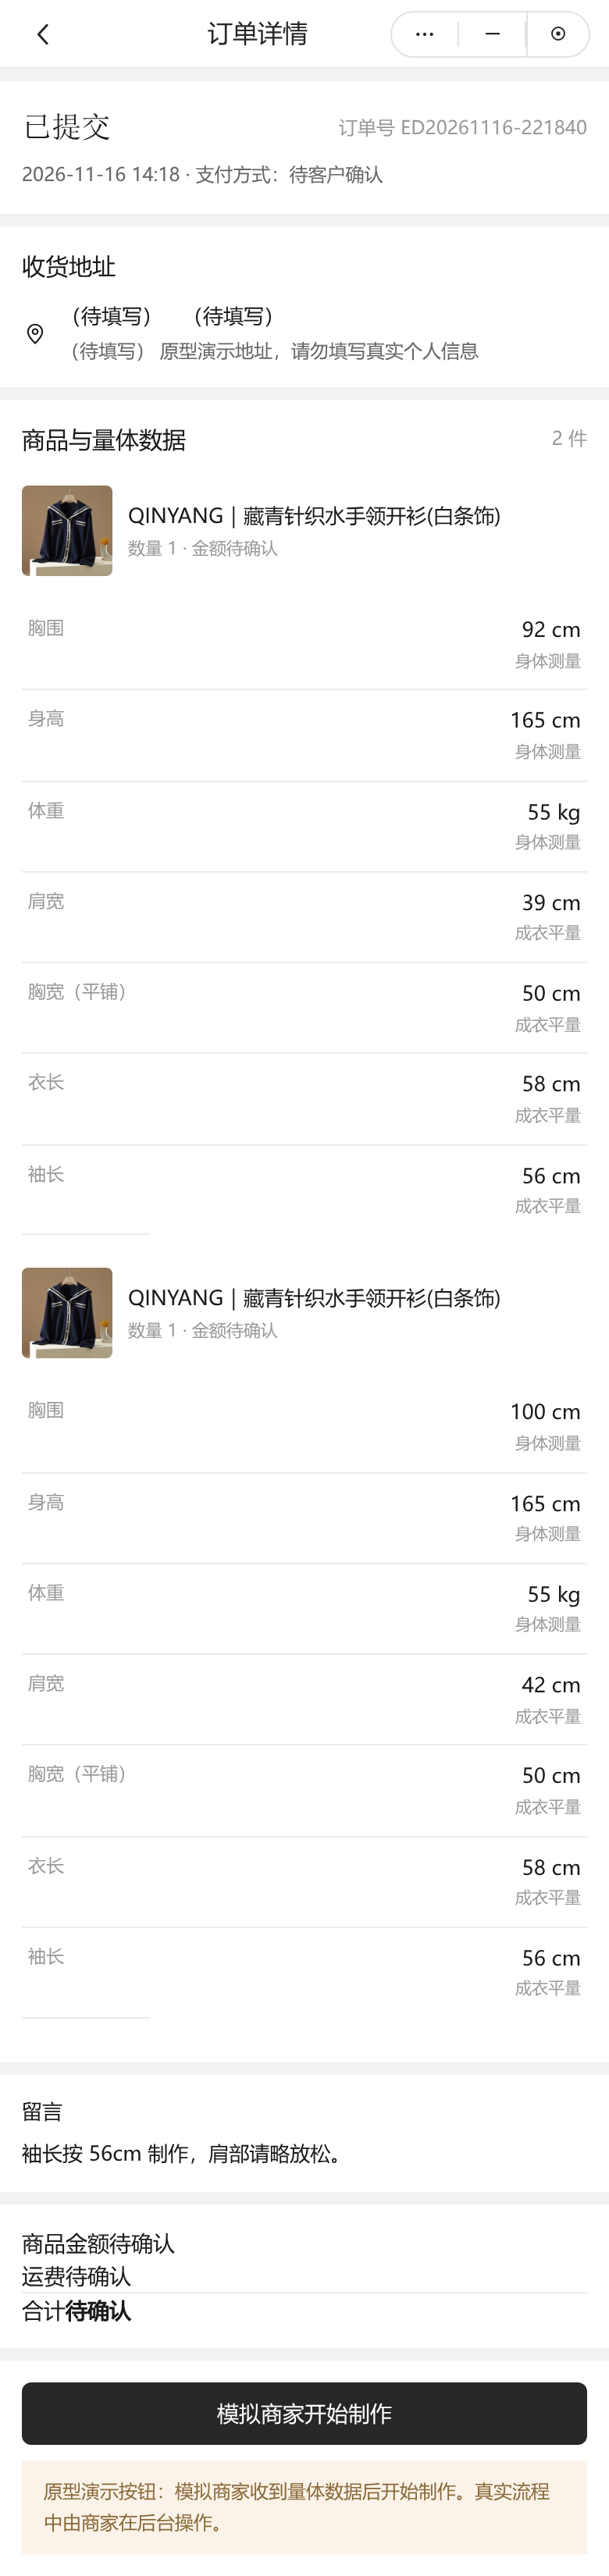 订单详情
已提交
订单号 ED20261116-221840
2026-11-16 14:18 · 支付方式：待客户确认
收货地址
（待填写） （待填写）
（待填写） 原型演示地址，请勿填写真实个人信息
商品与量体数据
2 件
QINYANG｜藏青针织水手领开衫(白条饰)
数量 1 · 金额待确认
胸围
92 cm
身体测量
身高
165 cm
身体测量
体重
55 kg
身体测量
肩宽
39 cm
成衣平量
胸宽（平铺）
50 cm
成衣平量
衣长
58 cm
成衣平量
袖长
56 cm
成衣平量
QINYANG｜藏青针织水手领开衫(白条饰)
数量 1 · 金额待确认
胸围
100 cm
身体测量
身高
165 cm
身体测量
体重
55 kg
身体测量
肩宽
42 cm
成衣平量
胸宽（平铺）
50 cm
成衣平量
衣长
58 cm
成衣平量
袖长
56 cm
成衣平量
留言
袖长按 56cm 制作，肩部请略放松。
商品金额待确认
运费待确认
合计待确认
模拟商家开始制作
原型演示按钮：模拟商家收到量体数据后开始制作。真实流程
中由商家在后台操作。